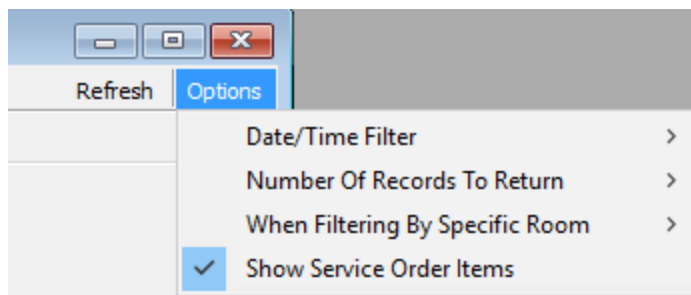 Refresh Options
Date/Time Filter
Number Of Records To Return
When Filtering By Specific Room
Show Service Order Items